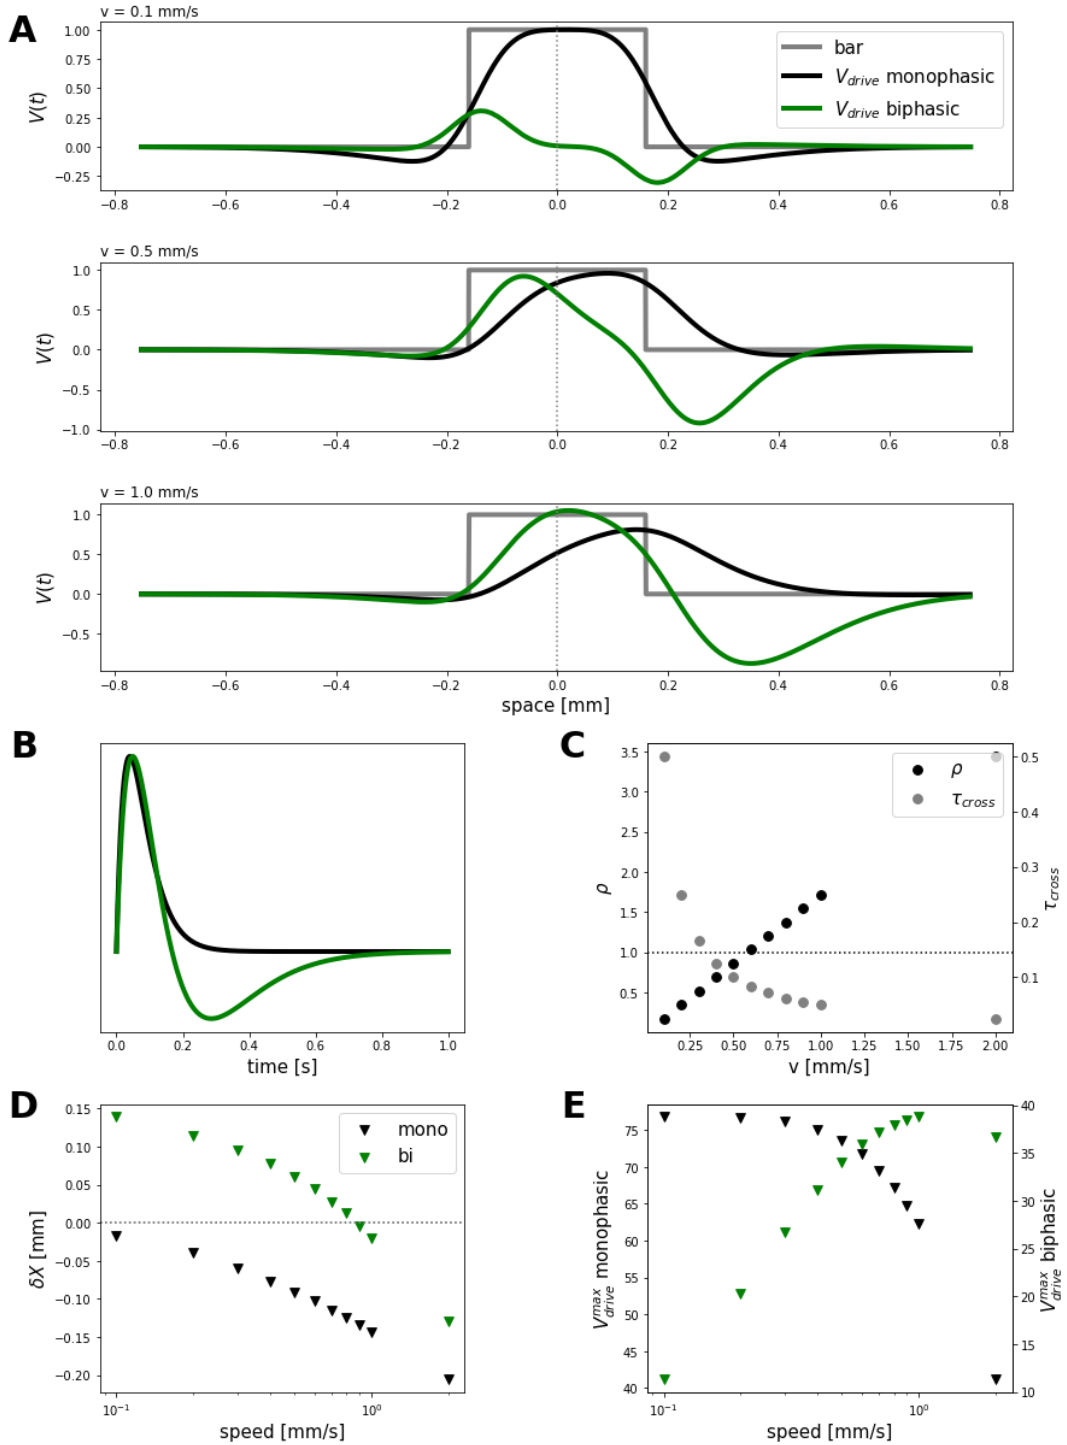 A
v = 0.1 mm/s
V(t)
1.00
0.75
0.50
0.25
0.00
−0.25
bar
V_drive monophasic
V_drive biphasic
−0.8 −0.6 −0.4 −0.2 0.0 0.2 0.4 0.6 0.8
v = 0.5 mm/s
V(t)
1.0
0.5
0.0
−0.5
−1.0
−0.8 −0.6 −0.4 −0.2 0.0 0.2 0.4 0.6 0.8
v = 1.0 mm/s
V(t)
1.0
0.5
0.0
−0.5
−0.8 −0.6 −0.4 −0.2 0.0 0.2 0.4 0.6 0.8
space [mm]
B
0.0 0.2 0.4 0.6 0.8 1.0
time [s]
C
ρ
3.5
3.0
2.5
2.0
1.5
1.0
0.5
ρ
τ_cross
0.5
0.4
0.3
0.2
0.1
τ_cross
0.25 0.50 0.75 1.00 1.25 1.50 1.75 2.00
v [mm/s]
D
δX [mm]
0.15
0.10
0.05
0.00
−0.05
−0.10
−0.15
−0.20
mono
bi
10⁻¹ 10⁰
speed [mm/s]
E
V_drive^max monophasic
75
70
65
60
55
50
45
40
40
35
30
25
20
15
10
V_drive^max biphasic
10⁻¹ 10⁰
speed [mm/s]